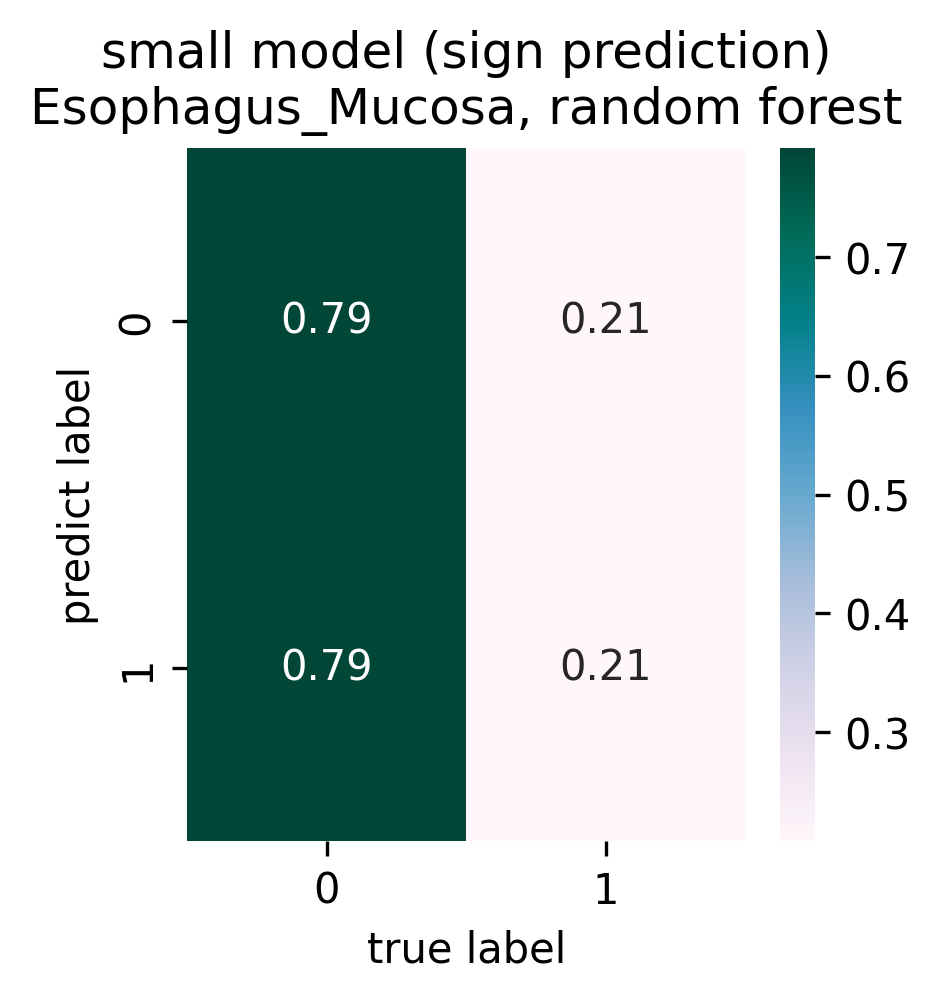 small model (sign prediction)
Esophagus_Mucosa, random forest
0.79 0.21
0.79 0.21
0
1
predict label
0 1
true label
0.7
0.6
0.5
0.4
0.3